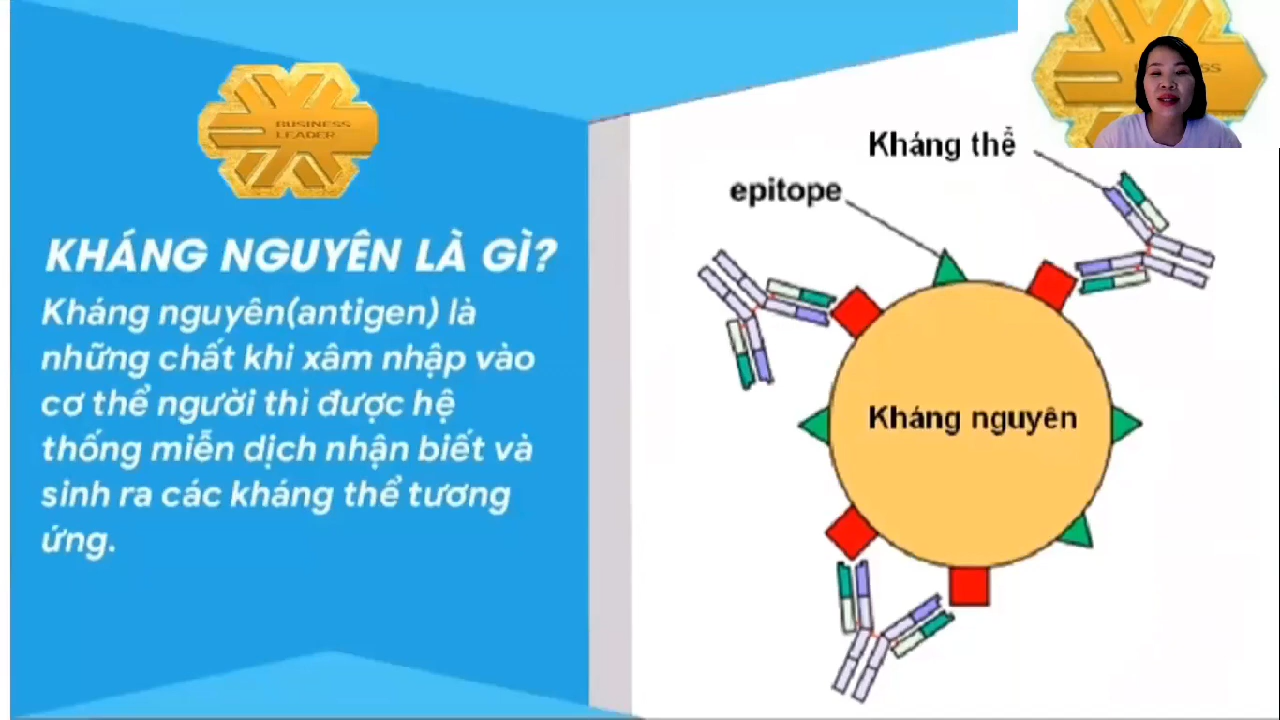 BUSINESS
LEADER
KHÁNG NGUYÊN LÀ GÌ?
Kháng nguyên(antigen) là
những chất khi xâm nhập vào
cơ thể người thì được hệ
thống miễn dịch nhận biết và
sinh ra các kháng thể tương
ứng.
Kháng thể
epitope
Kháng nguyên